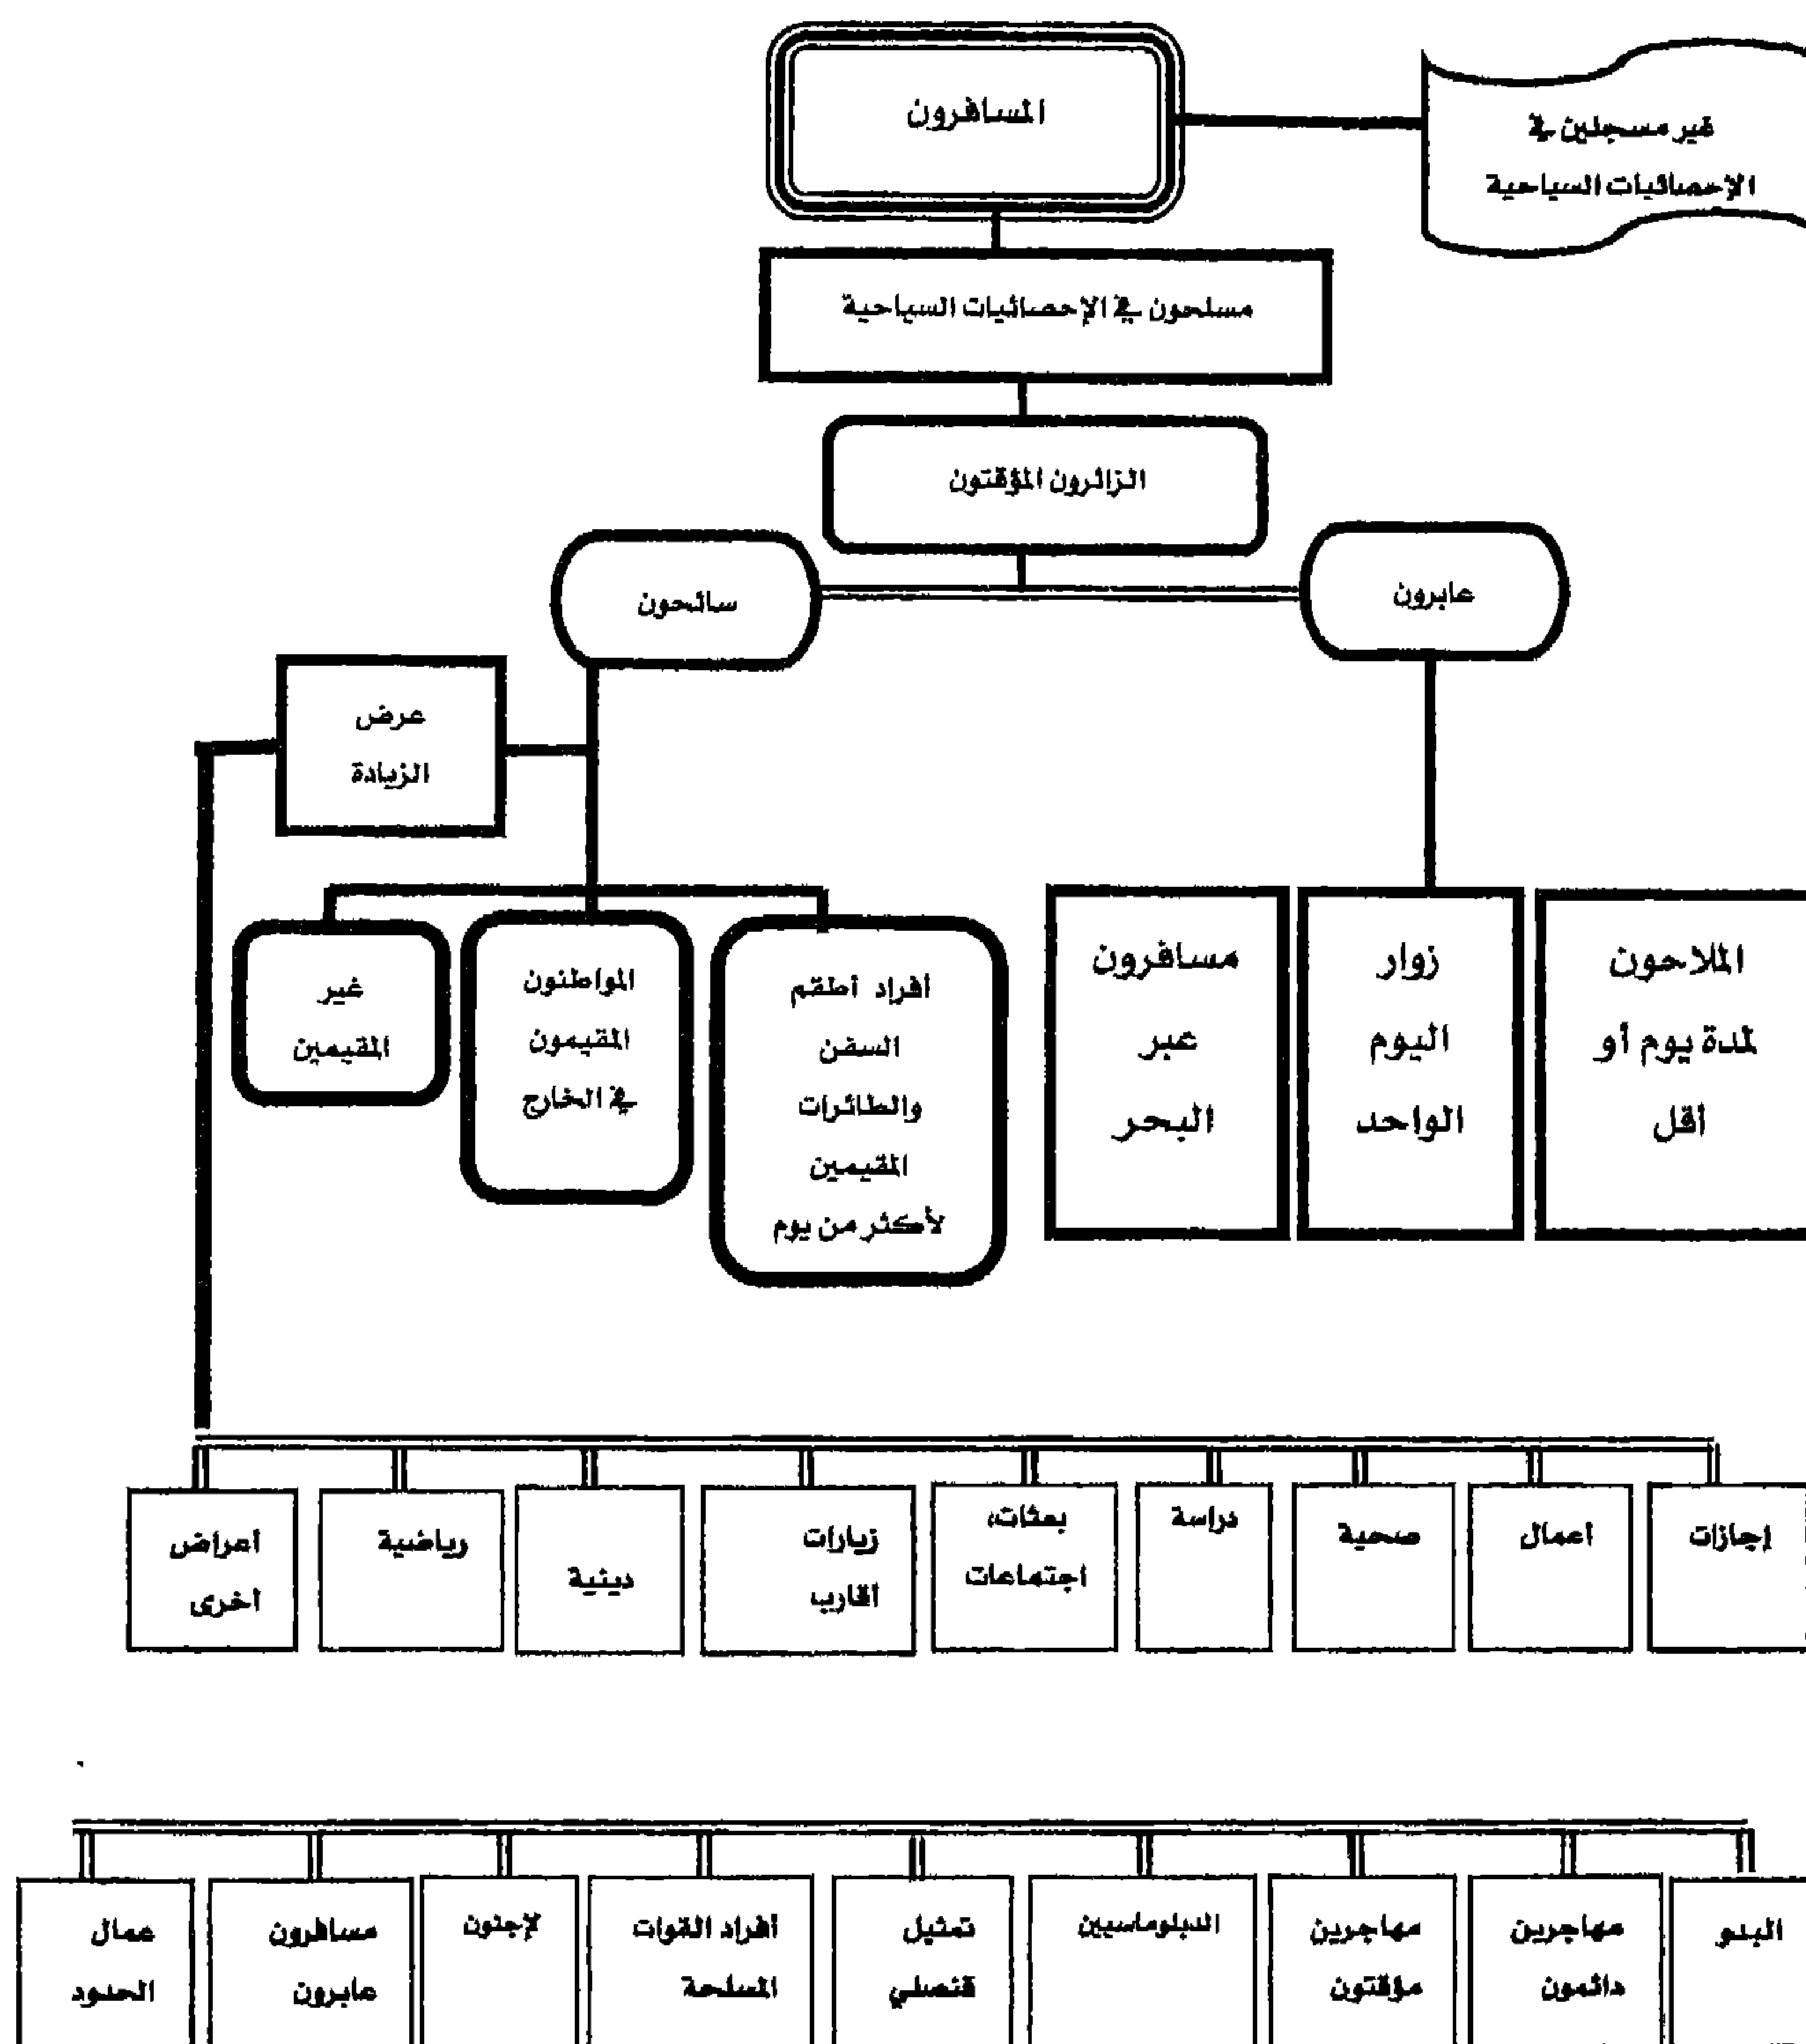 المسافرون
غير مسجلين في
الإحصائيات السياحية
مسلحون في الإحصائيات السياحية
الزائرون المؤقتون
عابرون
سائحون
عرض
الزيادة
الملاحون
لمدة يوم أو
أقل
زوار
اليوم
الواحد
مسافرون
عبر
البحر
أفراد أطقم
السفن
والطائرات
المقيمين
لأكثر من يوم
المواطنون
المقيمون
في الخارج
غير
المقيمين
إجازات
أعمال
صحية
دراسة
بعثات،
اجتماعات
زيارات
أقارب
دينية
رياضية
أعراض
أخرى
البدو
مهاجرين
دائمون
مهاجرين
مؤقتون
الدبلوماسيين
تمثيل
قنصلي
أفراد القوات
المسلحة
لاجئون
مسافرون
عابرون
عمال
الحدود